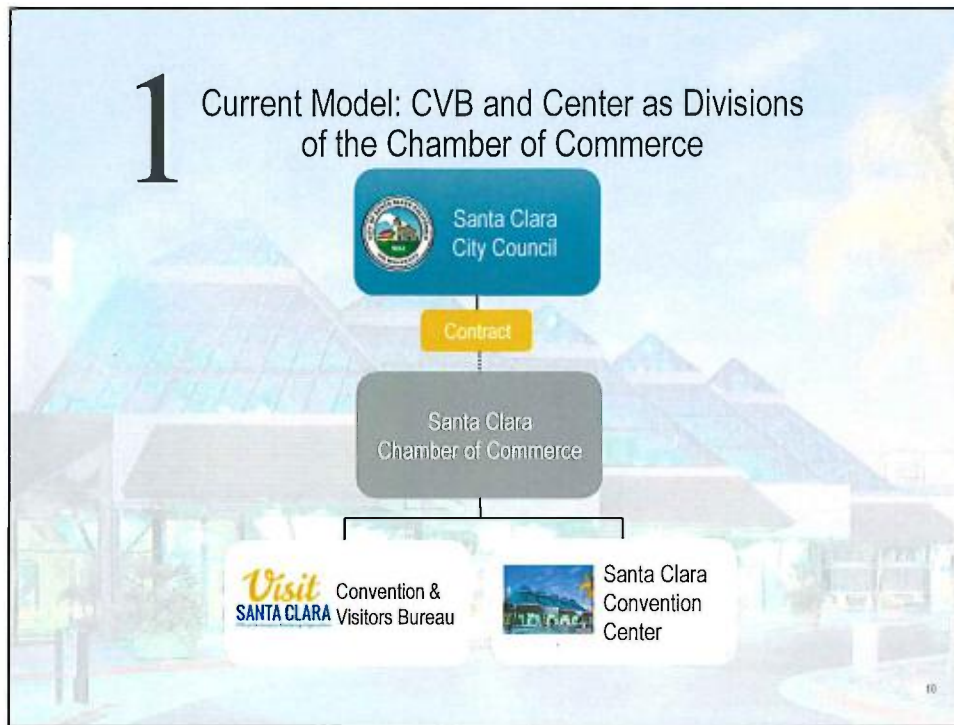 1
Current Model: CVB and Center as Divisions
of the Chamber of Commerce
Santa Clara
City Council
Contract
Santa Clara
Chamber of Commerce
Visit
SANTA CLARA
Convention &
Visitors Bureau
Santa Clara
Convention
Center
10